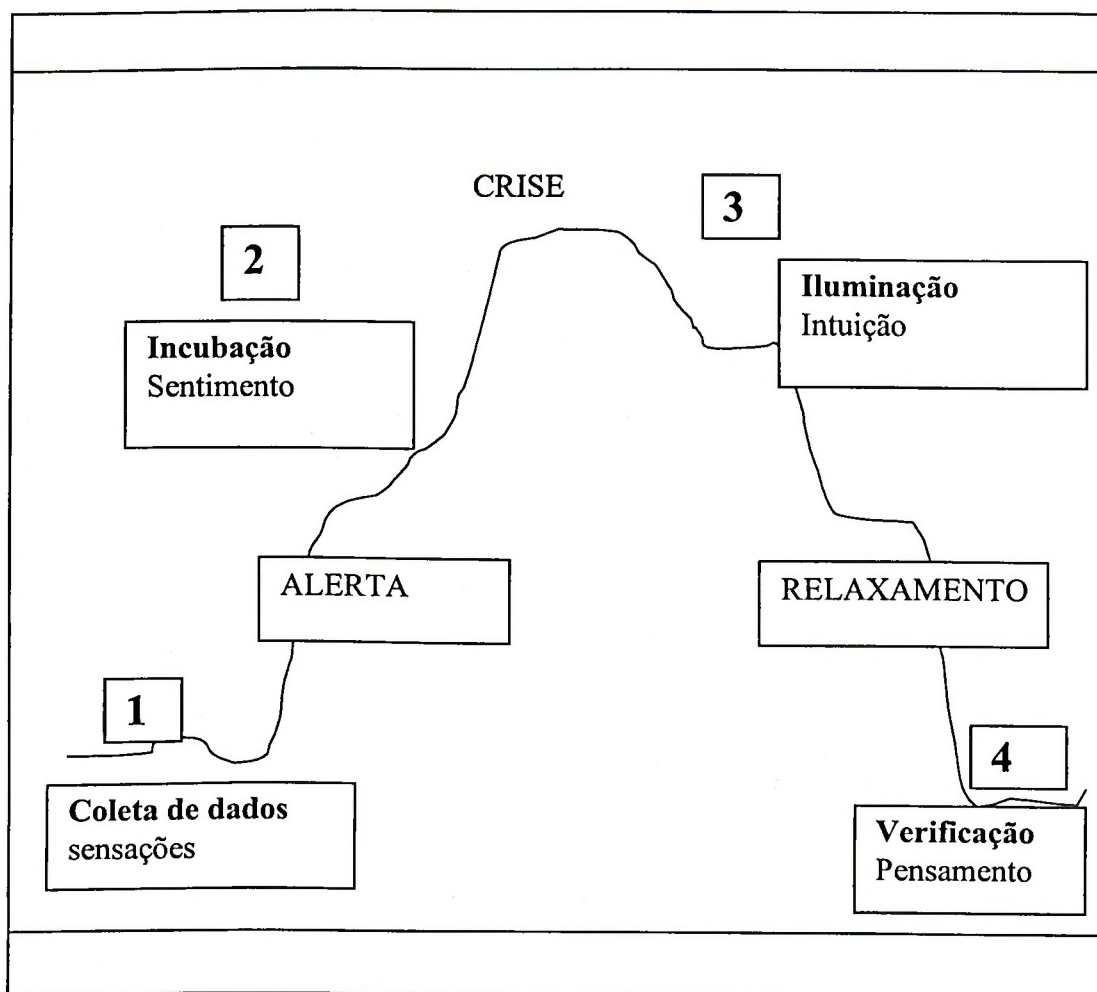 CRISE
3
2
Iluminação
Intuição
Incubação
Sentimento
ALERTA
RELAXAMENTO
1
4
Coleta de dados
sensações
Verificação
Pensamento